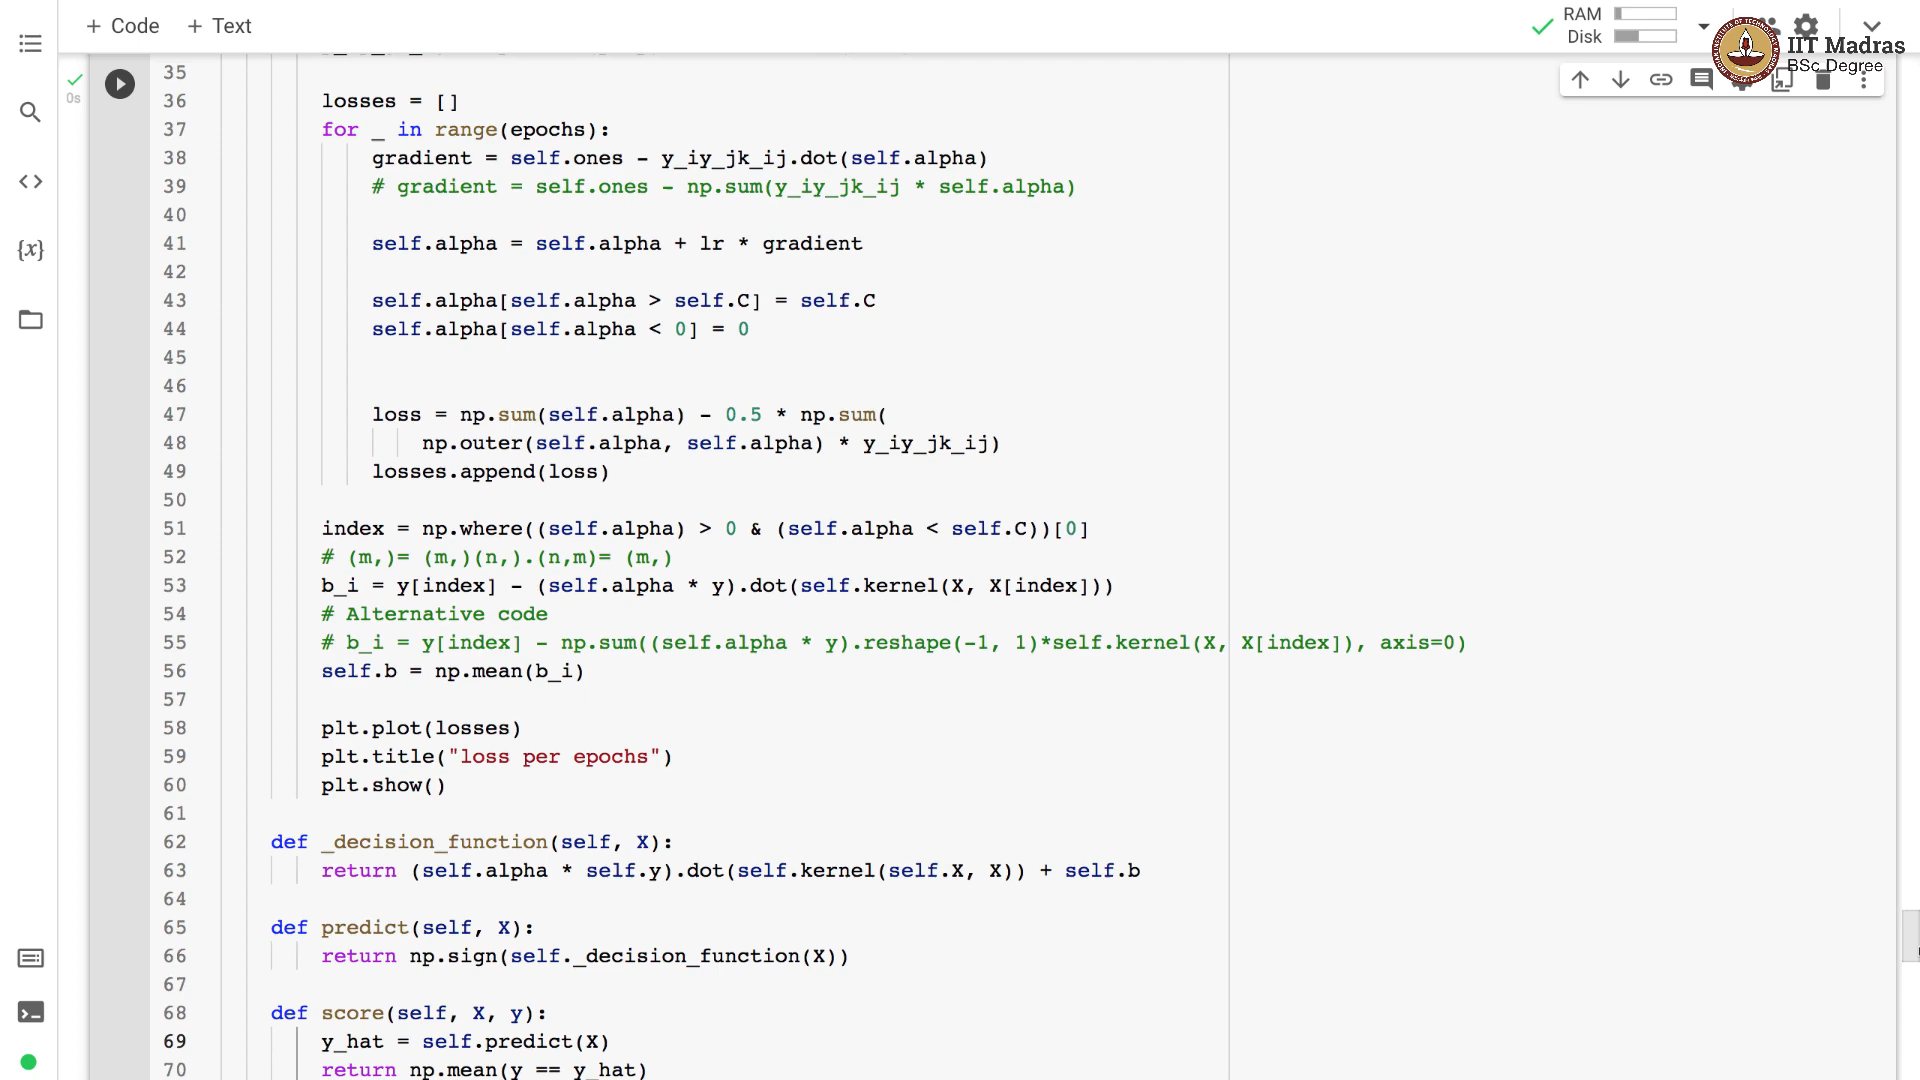 + Code + Text
RAM
Disk
IIT Madras
BSc Degree
0s
35
36 losses = []
37 for _ in range(epochs):
38 gradient = self.ones - y_iy_jk_ij.dot(self.alpha)
39 # gradient = self.ones - np.sum(y_iy_jk_ij * self.alpha)
40
41 self.alpha = self.alpha + lr * gradient
42
43 self.alpha[self.alpha > self.C] = self.C
44 self.alpha[self.alpha < 0] = 0
45
46
47 loss = np.sum(self.alpha) - 0.5 * np.sum(
48 np.outer(self.alpha, self.alpha) * y_iy_jk_ij)
49 losses.append(loss)
50
51 index = np.where((self.alpha) > 0 & (self.alpha < self.C))[0]
52 # (m,)= (m,)(n,).(n,m)= (m,)
53 b_i = y[index] - (self.alpha * y).dot(self.kernel(X, X[index]))
54 # Alternative code
55 # b_i = y[index] - np.sum((self.alpha * y).reshape(-1, 1)*self.kernel(X, X[index]), axis=0)
56 self.b = np.mean(b_i)
57
58 plt.plot(losses)
59 plt.title("loss per epochs")
60 plt.show()
61
62 def _decision_function(self, X):
63 return (self.alpha * self.y).dot(self.kernel(self.X, X)) + self.b
64
65 def predict(self, X):
66 return np.sign(self._decision_function(X))
67
68 def score(self, X, y):
69 y_hat = self.predict(X)
70 return np.mean(y == y_hat)